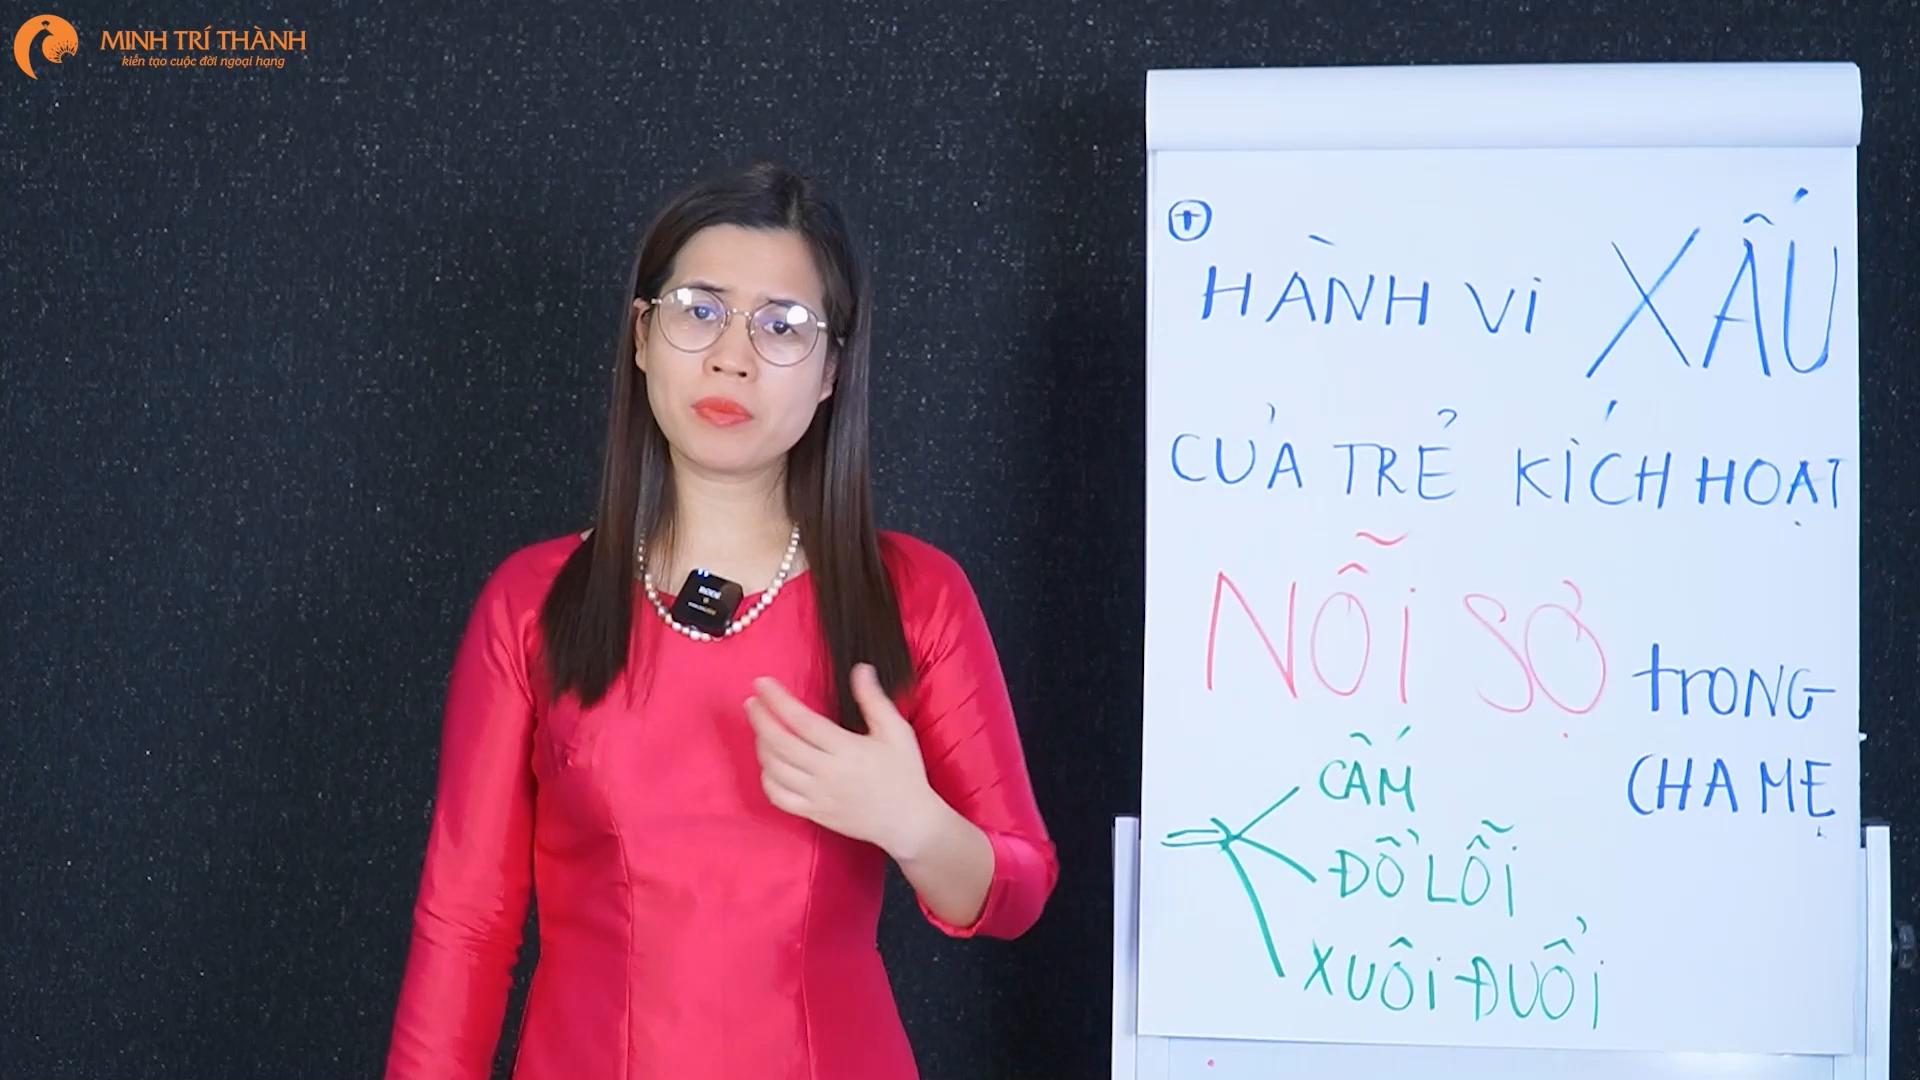 MINH TRÍ THÀNH
kiến tạo cuộc đời ngoại hạng
HÀNH Vi XẤU
CỦA TRẺ KÍCH HOẠT
NỖi SỢ trONG
CHA MẸ
CẤM
ĐỔ LỖi
XUÔi ĐUỔi